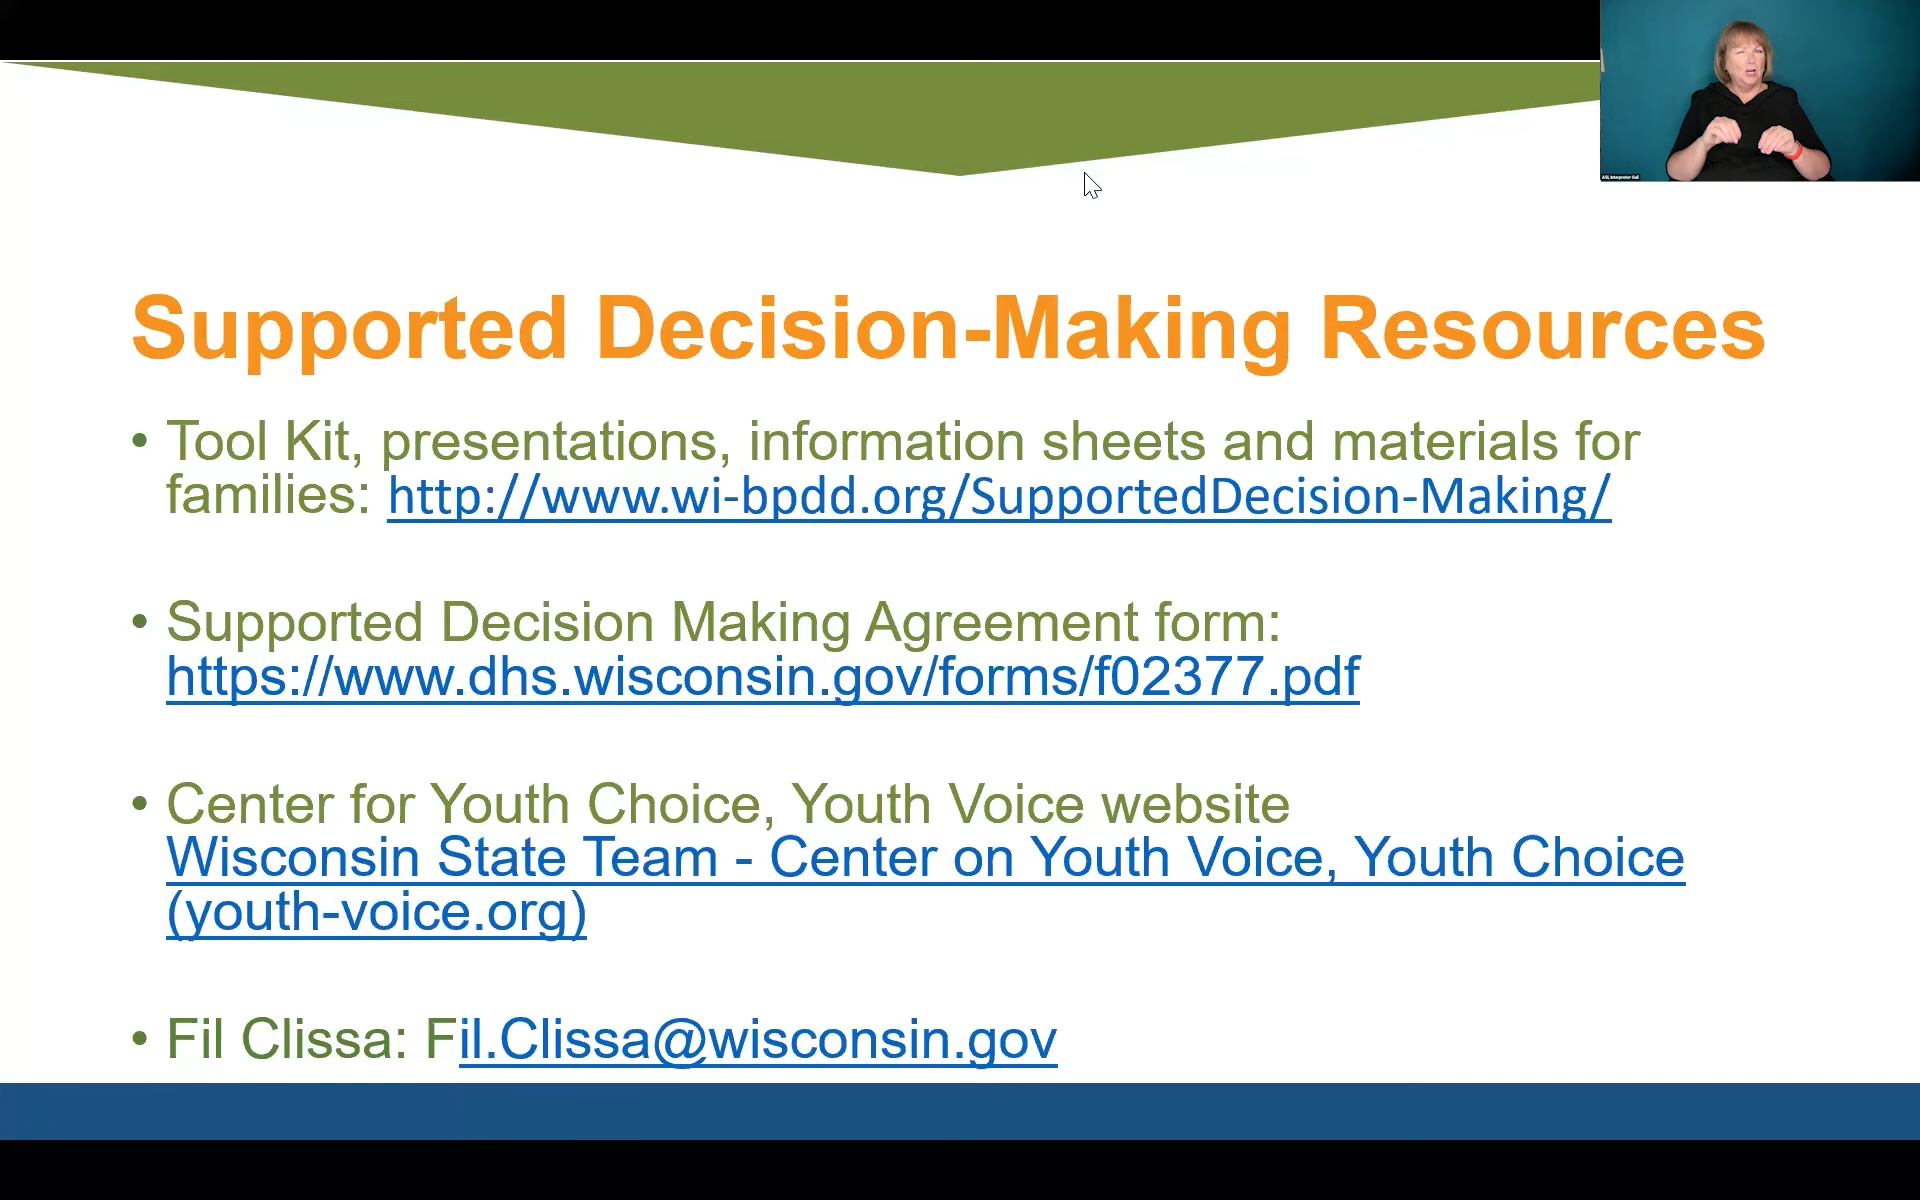 ASL Interpreter Gail
Supported Decision-Making Resources
• Tool Kit, presentations, information sheets and materials for
families: http://www.wi-bpdd.org/SupportedDecision-Making/
• Supported Decision Making Agreement form:
https://www.dhs.wisconsin.gov/forms/f02377.pdf
• Center for Youth Choice, Youth Voice website
Wisconsin State Team - Center on Youth Voice, Youth Choice
(youth-voice.org)
• Fil Clissa: Fil.Clissa@wisconsin.gov